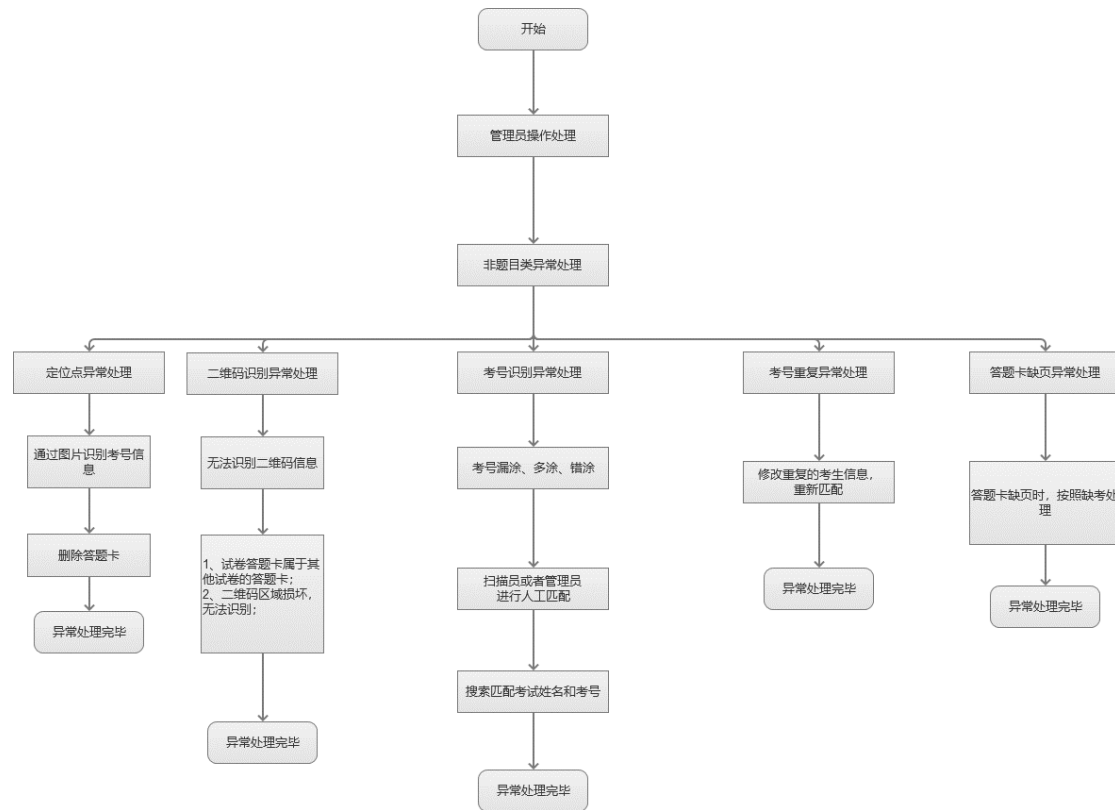 开始
管理员操作处理
非题目类异常处理
定位点异常处理
二维码识别异常处理
考号识别异常处理
考号重复异常处理
答题卡缺页异常处理
通过图片识别考号信
息
无法识别二维码信息
考号漏涂、多涂、错涂
修改重复的考生信息，
重新匹配
答题卡缺页时，按照缺考处
理
删除答题卡
1、试卷答题卡属于其
他试卷的答题卡；
2、二维码区域损坏，
无法识别；
扫描员或者管理员
进行人工匹配
异常处理完毕
异常处理完毕
异常处理完毕
搜索匹配考试姓名和考号
异常处理完毕
异常处理完毕